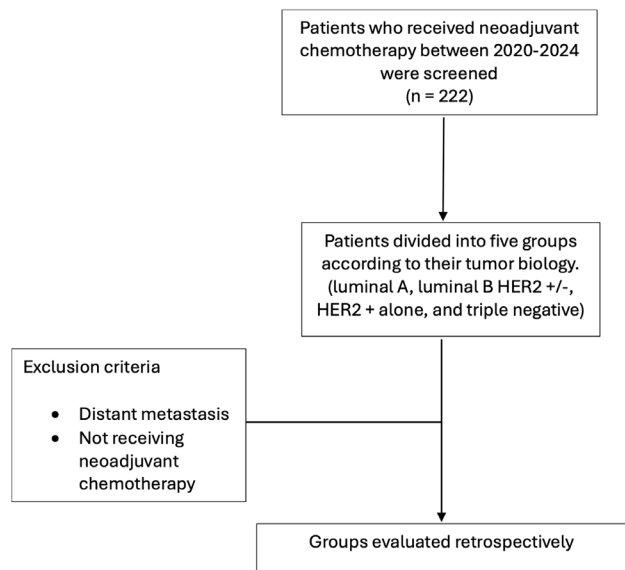 Patients who received neoadjuvant
chemotherapy between 2020-2024
were screened
(n = 222)
Patients divided into five groups
according to their tumor biology.
(luminal A, luminal B HER2 +/-,
HER2 + alone, and triple negative)
Exclusion criteria
• Distant metastasis
• Not receiving
neoadjuvant
chemotherapy
Groups evaluated retrospectively